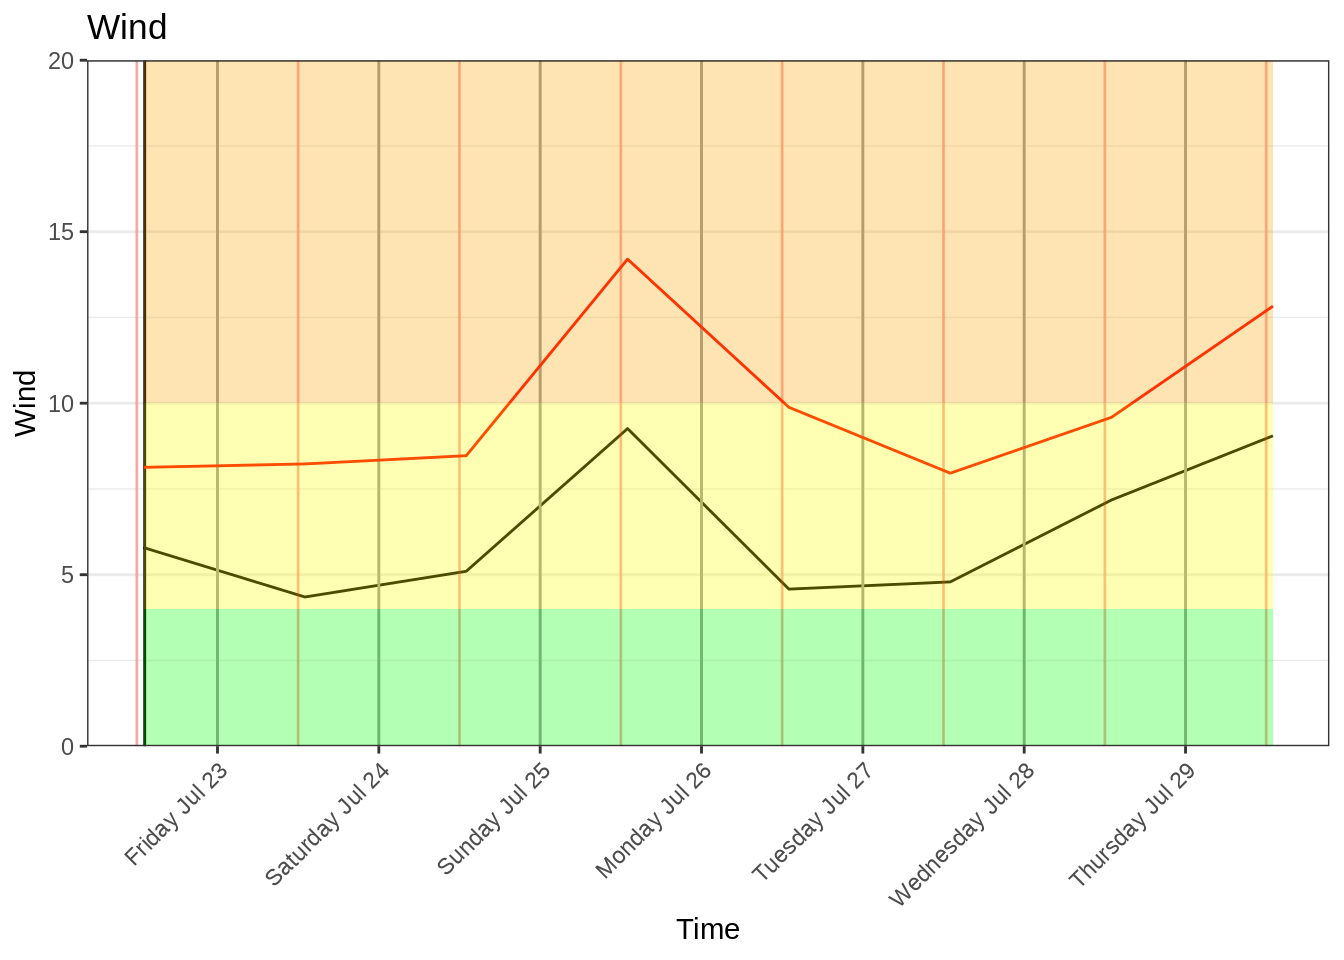 Wind
20
15
10
5
0
Wind
Friday Jul 23
Saturday Jul 24
Sunday Jul 25
Monday Jul 26
Tuesday Jul 27
Wednesday Jul 28
Thursday Jul 29
Time